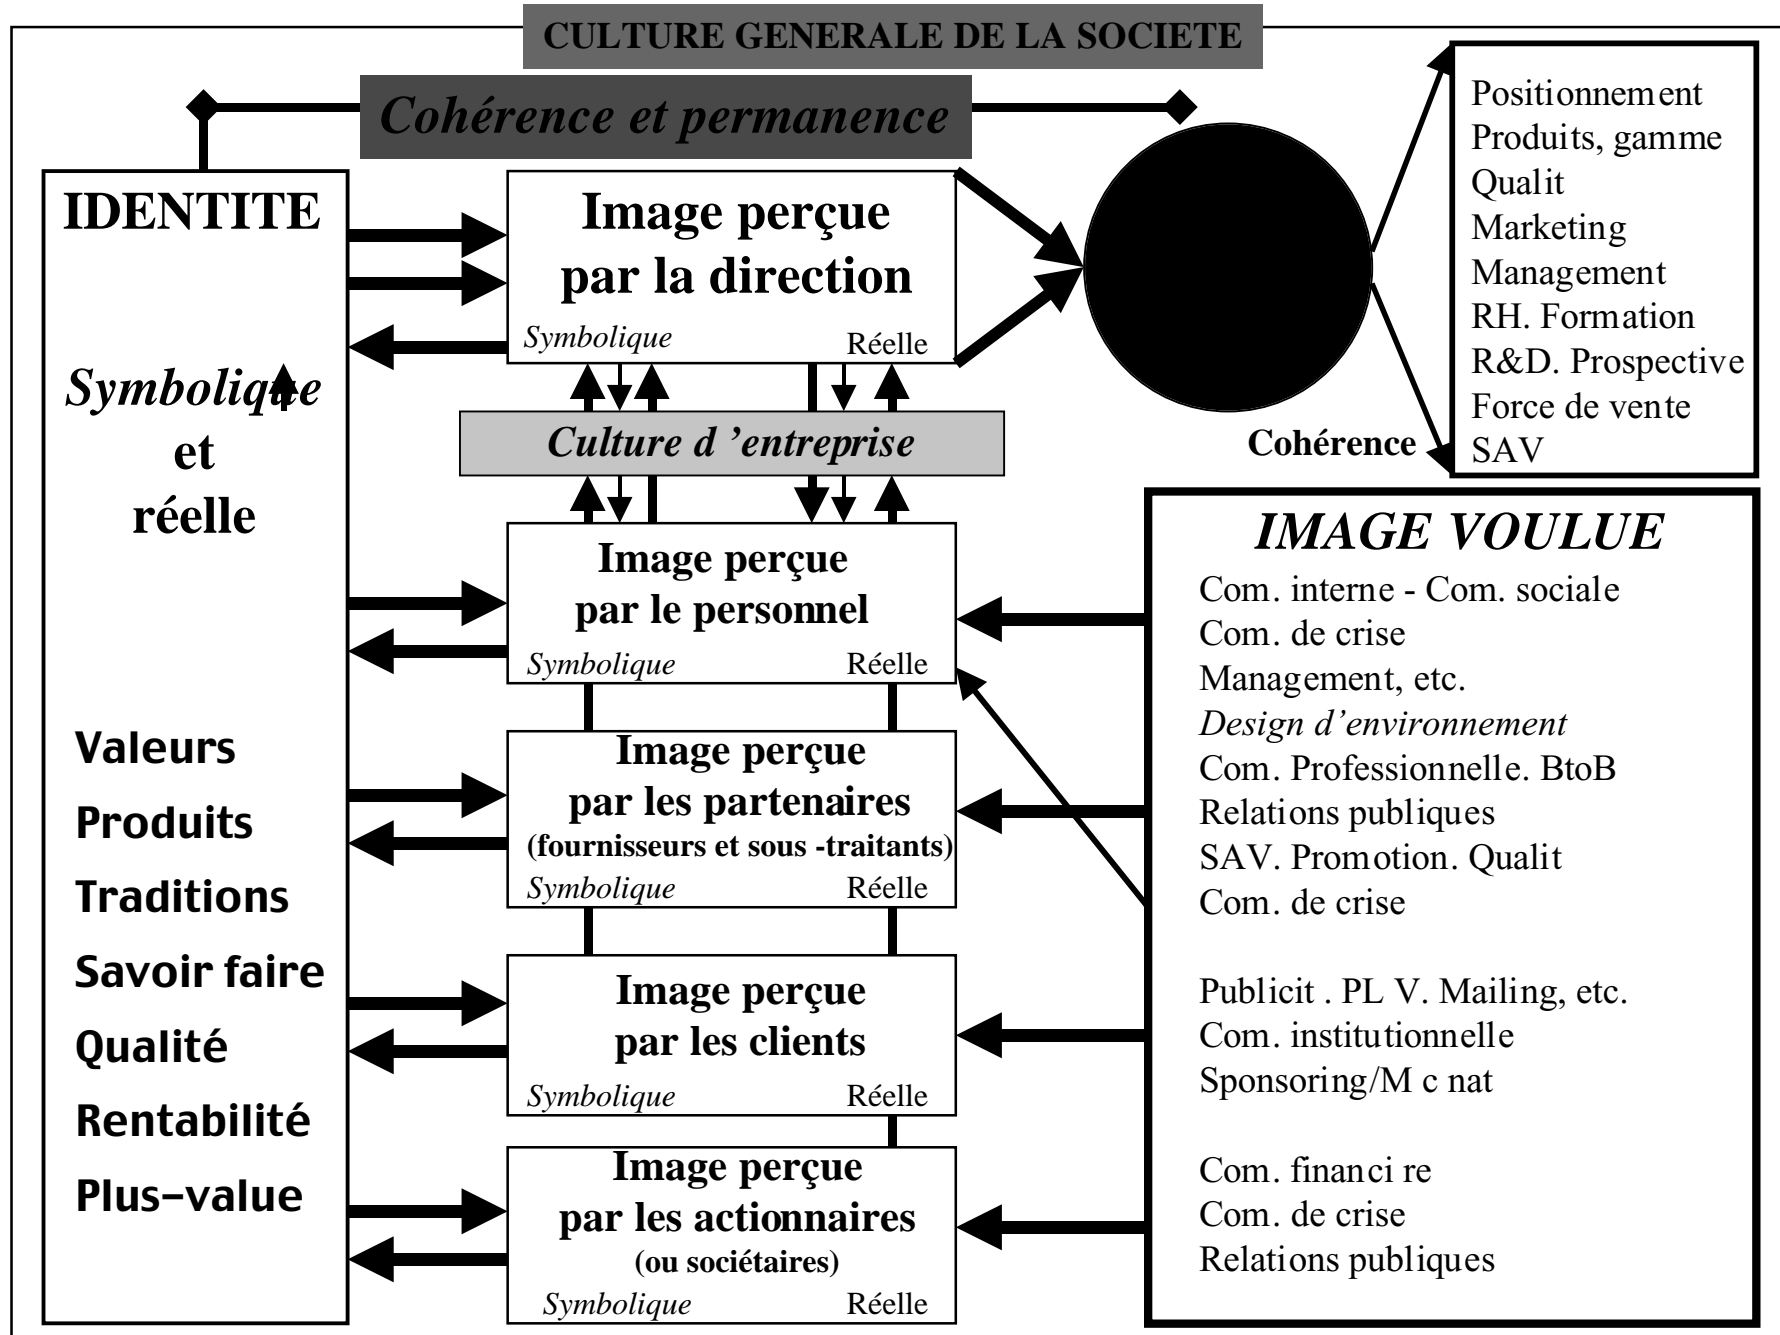 CULTURE GENERALE DE LA SOCIETE
Cohérence et permanence
IDENTITE
Symbolique
et
réelle
Valeurs
Produits
Traditions
Savoir faire
Qualité
Rentabilité
Plus-value
Image perçue
par la direction
Symbolique Réelle
Culture d ’entreprise
Image perçue
par le personnel
Symbolique Réelle
Image perçue
par les partenaires
(fournisseurs et sous -traitants)
Symbolique Réelle
Image perçue
par les clients
Symbolique Réelle
Image perçue
par les actionnaires
(ou sociétaires)
Symbolique Réelle
Positionnement
Produits, gamme
Qualit
Marketing
Management
RH. Formation
R&D. Prospective
Force de vente
SAV
Cohérence
IMAGE VOULUE
Com. interne - Com. sociale
Com. de crise
Management, etc.
Design d’environnement
Com. Professionnelle. BtoB
Relations publiques
SAV. Promotion. Qualit
Com. de crise
Publicit . PL V. Mailing, etc.
Com. institutionnelle
Sponsoring/M c nat
Com. financi re
Com. de crise
Relations publiques